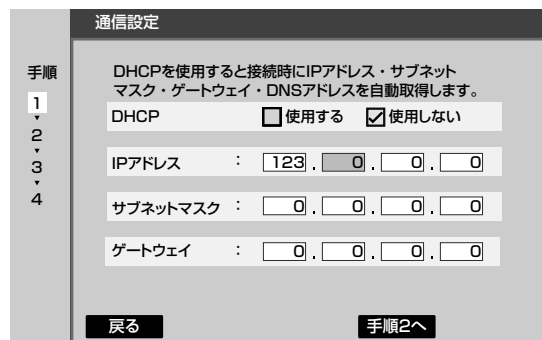 通信設定
手順
1
2
3
4
DHCPを使用すると接続時にIPアドレス・サブネット
マスク・ゲートウェイ・DNSアドレスを自動取得します。
DHCP 使用する 使用しない
IPアドレス : 123 . 0 . 0 . 0
サブネットマスク : 0 . 0 . 0 . 0
ゲートウェイ : 0 . 0 . 0 . 0
戻る 手順2へ